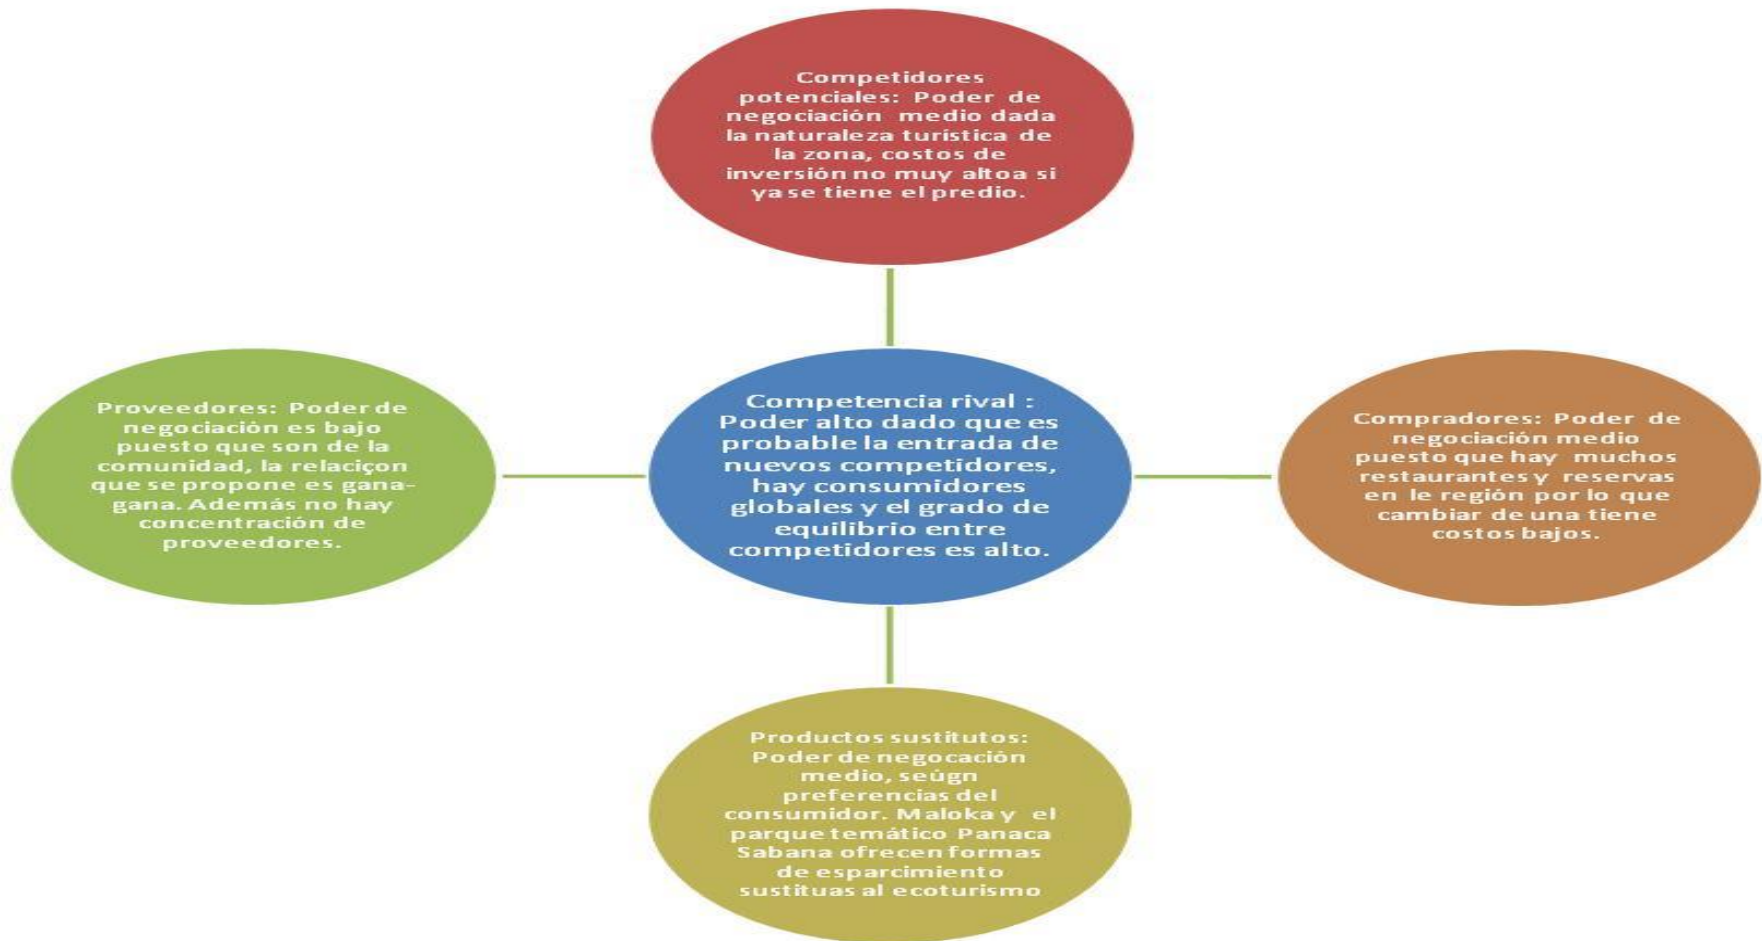 Competidores
potenciales: Poder de
negociación medio dada
la naturaleza turística de
la zona, costos de
inversión no muy altoa si
ya se tiene el predio.
Proveedores: Poder de
negociación es bajo
puesto que son de la
comunidad, la relaciçon
que se propone es gana-
gana. Además no hay
concentración de
proveedores.
Competencia rival :
Poder alto dado que es
probable la entrada de
nuevos competidores,
hay consumidores
globales y el grado de
equilibrio entre
competidores es alto.
Compradores: Poder de
negociación medio
puesto que hay muchos
restaurantes y reservas
en le región por lo que
cambiar de una tiene
costos bajos.
Productos sustitutos:
Poder de negocación
medio, seúgn
preferencias del
consumidor. Maloka y el
parque temático Panaca
Sabana ofrecen formas
de esparcimiento
sustituas al ecoturismo